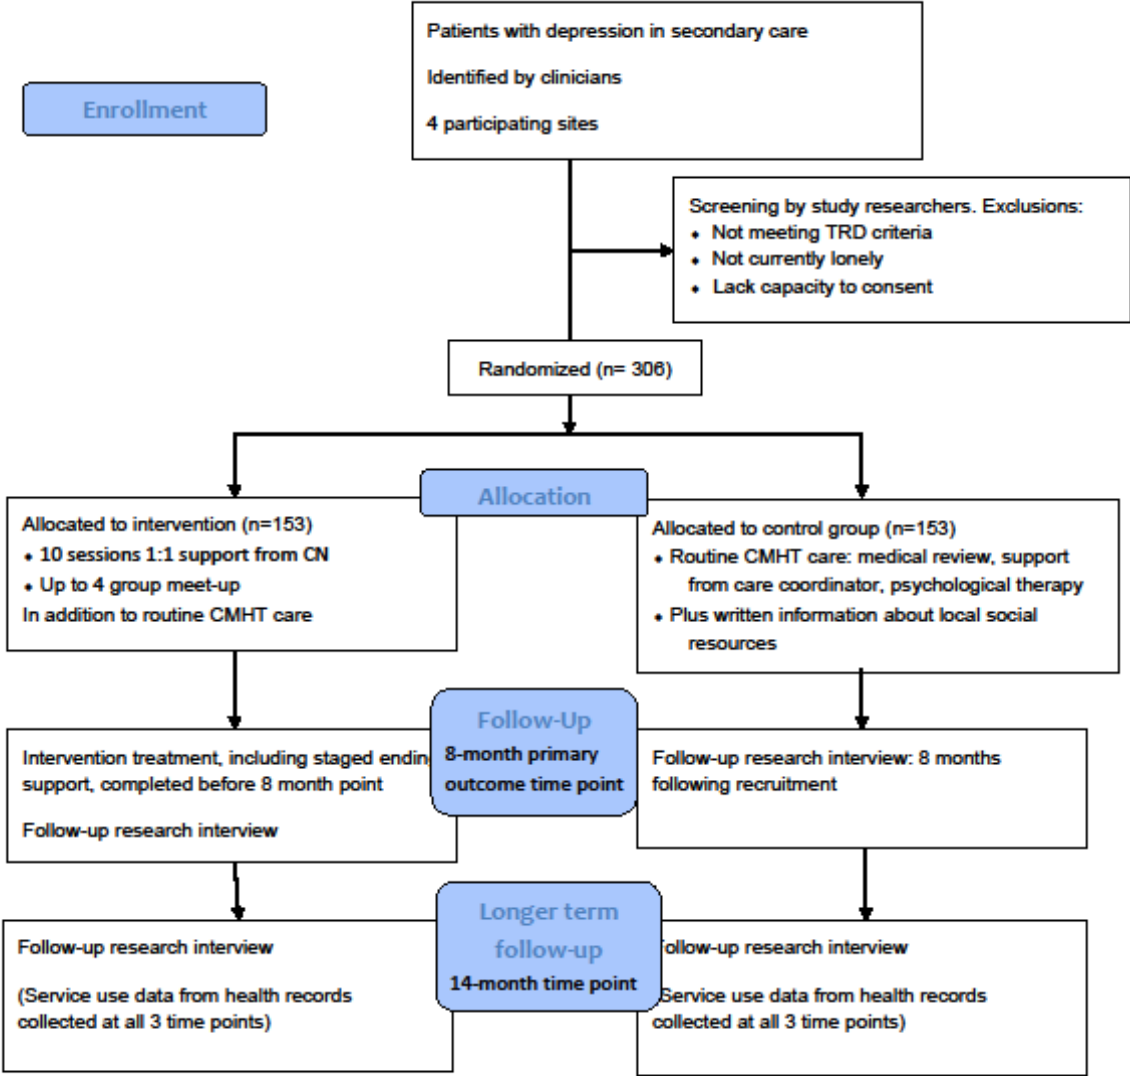 Patients with depression in secondary care
Identified by clinicians
4 participating sites
Enrollment
Screening by study researchers. Exclusions:
• Not meeting TRD criteria
• Not currently lonely
• Lack capacity to consent
Randomized (n= 306)
Allocation
Allocated to intervention (n=153)
• 10 sessions 1:1 support from CN
• Up to 4 group meet-up
In addition to routine CMHT care
Allocated to control group (n=153)
• Routine CMHT care: medical review, support
from care coordinator, psychological therapy
• Plus written information about local social
resources
Follow-Up
8-month primary
outcome time point
Intervention treatment, including staged ending
support, completed before 8 month point
Follow-up research interview
Follow-up research interview: 8 months
following recruitment
Longer term
follow-up
14-month time point
Follow-up research interview
(Service use data from health records
collected at all 3 time points)
Follow-up research interview
(Service use data from health records
collected at all 3 time points)